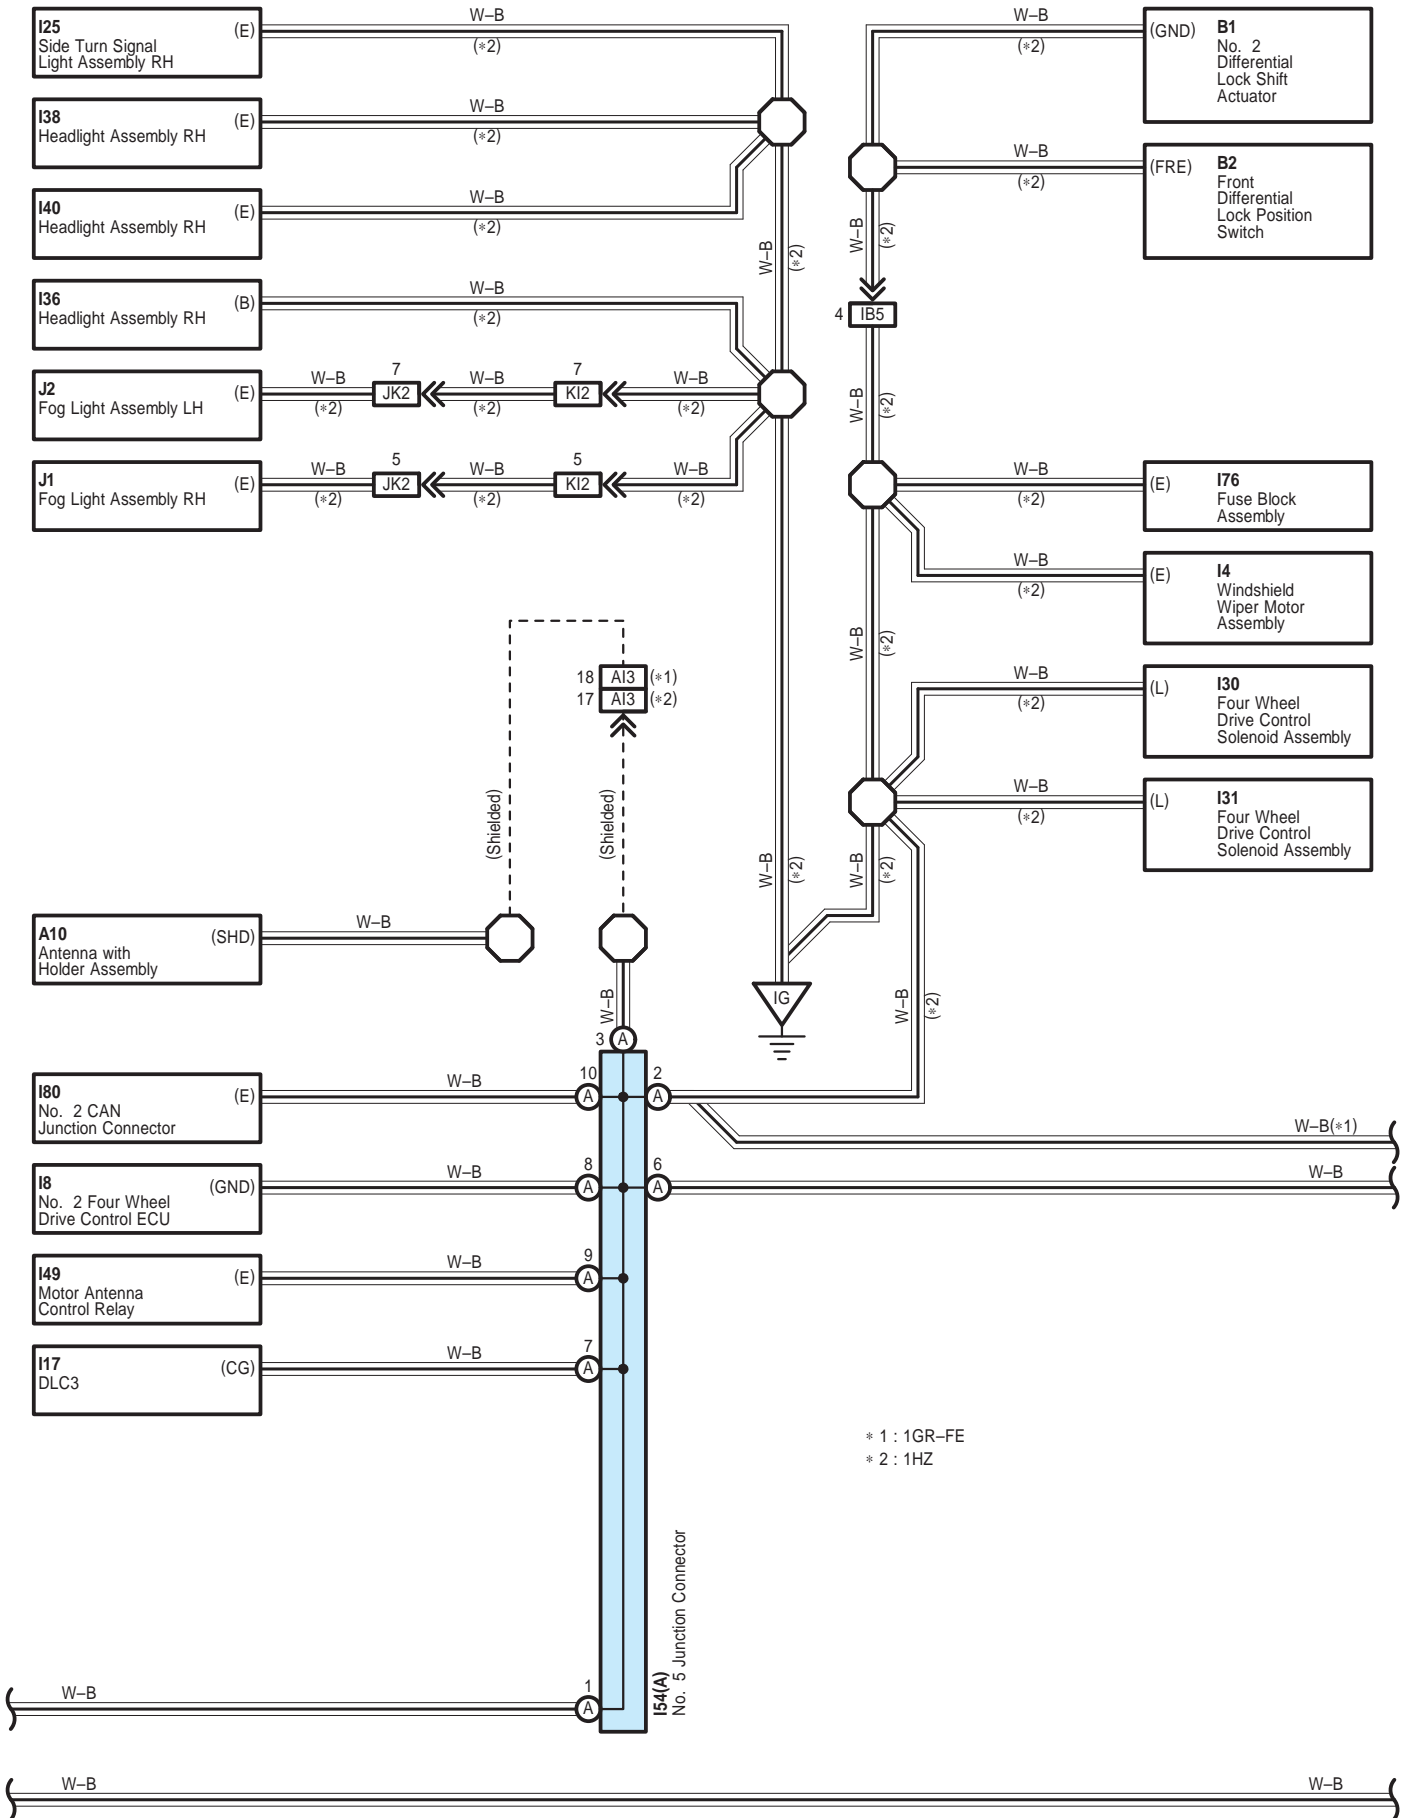 I25
Side Turn Signal
Light Assembly RH
(E)
W–B
(∗2)
I38
Headlight Assembly RH
(E)
W–B
(∗2)
I40
Headlight Assembly RH
(E)
(∗2)
I36
Headlight Assembly RH
(B)
W–B
(∗2)
J2
Fog Light Assembly LH
(E)
W–B
(∗2)
7
JK2
W–B
(∗2)
7
KI2
W–B
(∗2)
J1
Fog Light Assembly RH
(E)
W–B
(∗2)
5
JK2
W–B
(∗2)
5
KI2
W–B
(∗2)
W–B
(∗2)
W–B
(∗2)
W–B
(∗2)
(GND)
B1
No. 2
Differential
Lock Shift
Actuator
W–B
(∗2)
(FRE)
B2
Front
Differential
Lock Position
Switch
W–B
(∗2)
4
IB5
W–B
(∗2)
W–B
(∗2)
(E)
I76
Fuse Block
Assembly
W–B
(∗2)
(E)
I4
Windshield
Wiper Motor
Assembly
W–B
(∗2)
W–B
(∗2)
(L)
I30
Four Wheel
Drive Control
Solenoid Assembly
W–B
(∗2)
(L)
I31
Four Wheel
Drive Control
Solenoid Assembly
W–B
(∗2)
W–B
(∗2)
IG
18
AI3
(∗1)
17
AI3
(∗2)
(Shielded)
(Shielded)
A10
Antenna with
Holder Assembly
(SHD)
W–B
W–B
3
A
I80
No. 2 CAN
Junction Connector
(E)
W–B
10
A
2
A
W–B(∗1)
I8
No. 2 Four Wheel
Drive Control ECU
(GND)
W–B
8
A
6
A
W–B
I49
Motor Antenna
Control Relay
(E)
W–B
9
A
I17
DLC3
(CG)
W–B
7
A
∗ 1 : 1GR–FE
∗ 2 : 1HZ
I54(A)
No. 5 Junction Connector
W–B
1
A
W–B
W–B